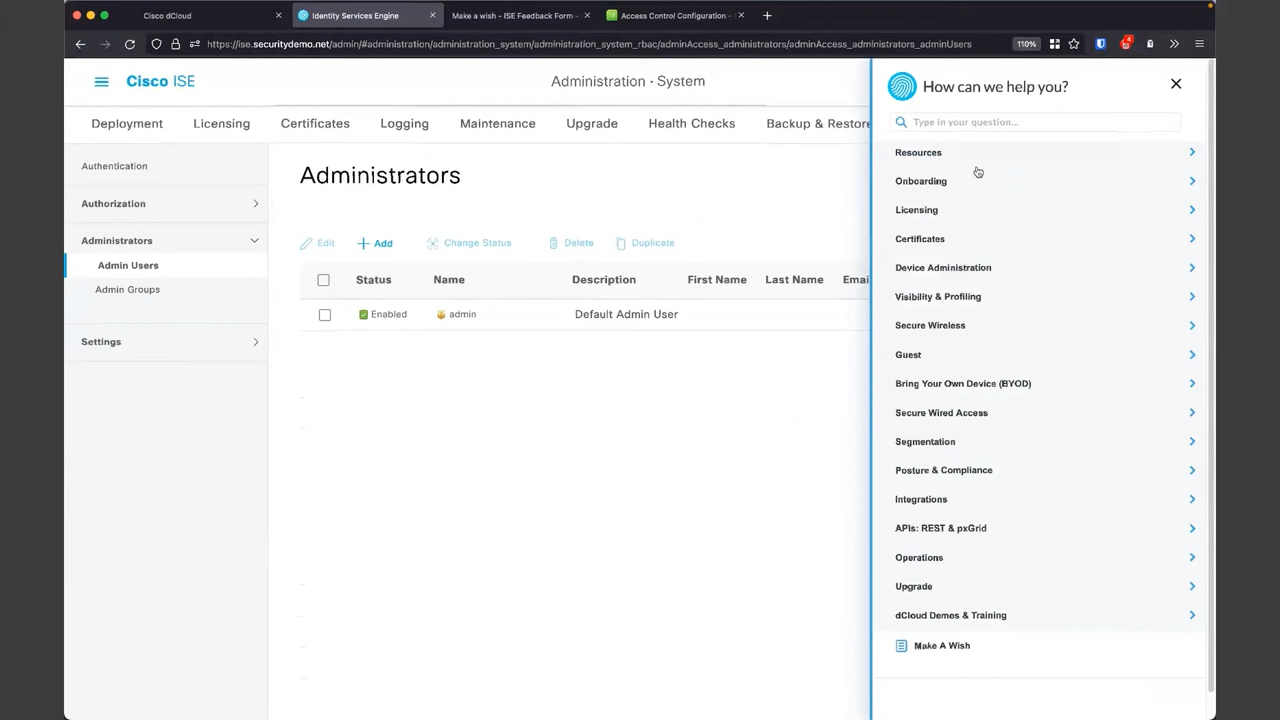 Cisco dCloud
Identity Services Engine
Make a wish - ISE Feedback Form -
Access Control Configuration -
https://ise.securitydemo.net/admin/#administration/administration_system/administration_system_rbac/adminAccess_administrators/adminAccess_administrators_adminUsers
110%
4
Cisco ISE
Administration · System
Deployment
Licensing
Certificates
Logging
Maintenance
Upgrade
Health Checks
Backup & Restore
Authentication
Authorization
Administrators
Admin Users
Admin Groups
Settings
Administrators
Edit
Add
Change Status
Delete
Duplicate
Status Name Description First Name Last Name Emai
Enabled admin Default Admin User
How can we help you?
Type in your question...
Resources
Onboarding
Licensing
Certificates
Device Administration
Visibility & Profiling
Secure Wireless
Guest
Bring Your Own Device (BYOD)
Secure Wired Access
Segmentation
Posture & Compliance
Integrations
APIs: REST & pxGrid
Operations
Upgrade
dCloud Demos & Training
Make A Wish